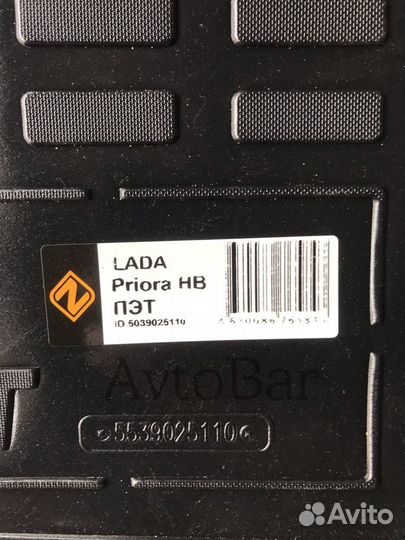 LADA
Priora HB
ПЭТ
ID 5039025110
AvtoBar
5539025110
Avito